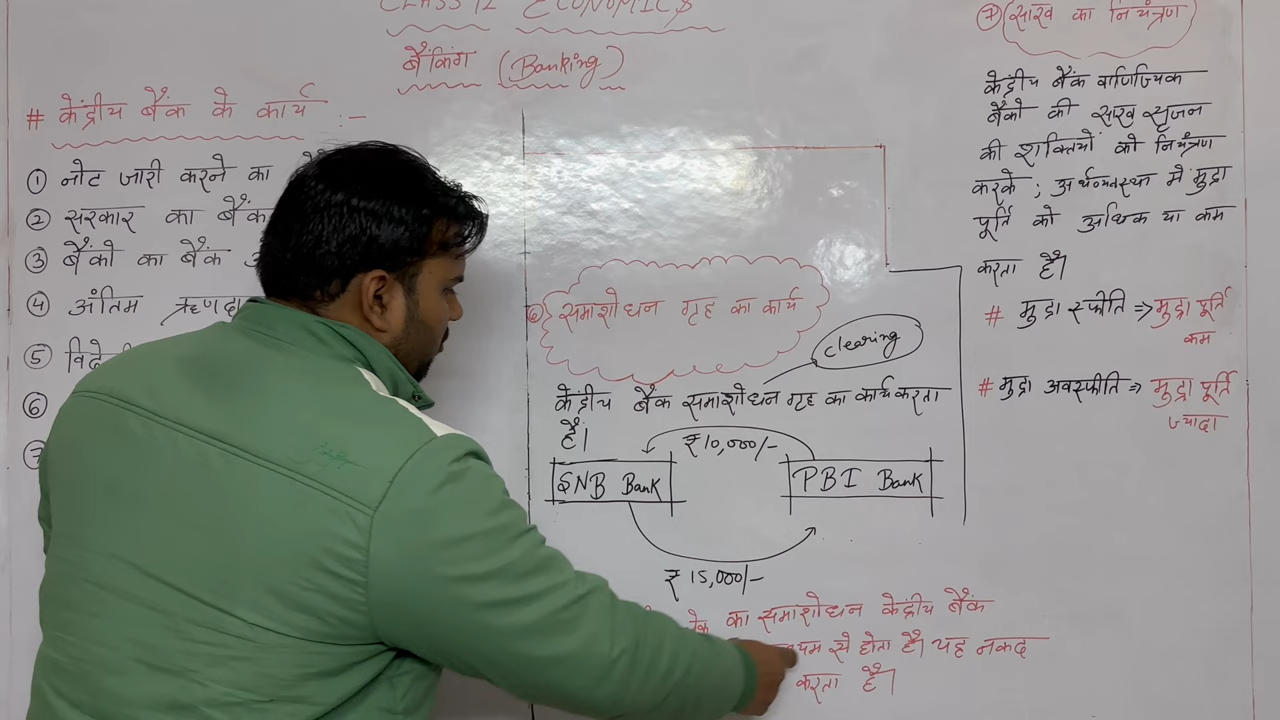 CLASS 12 ECONOMICS
बैंकिंग (Banking)
# केंद्रीय बैंक के कार्य :-
① नोट जारी करने का
② सरकार का बैंक
③ बैंको का बैंक
④ अंतिम
⑤
⑥
⑦
⑥ समाशोधन गृह का कार्य
clearing
केंद्रीय बैंक समाशोधन गृह का कार्य करता
है।
₹10,000/-
SNB Bank
PBI Bank
₹ 15,000/-
का समाशोधन केंद्रीय बैंक
से होता है। यह नकद
करता है।
⑦ साख का नियंत्रण
केंद्रीय बैंक वाणिज्यिक
बैंको की साख सृजन
की शक्तियों को नियंत्रण
करके ; अर्थव्यवस्था मे मुद्रा
पूर्ति को अधिक या कम
करता है।
# मुद्रा स्फीति ⇒ मुद्रा पूर्ति
कम
# मुद्रा अवस्फीति ⇒ मुद्रा पूर्ति
ज्यादा